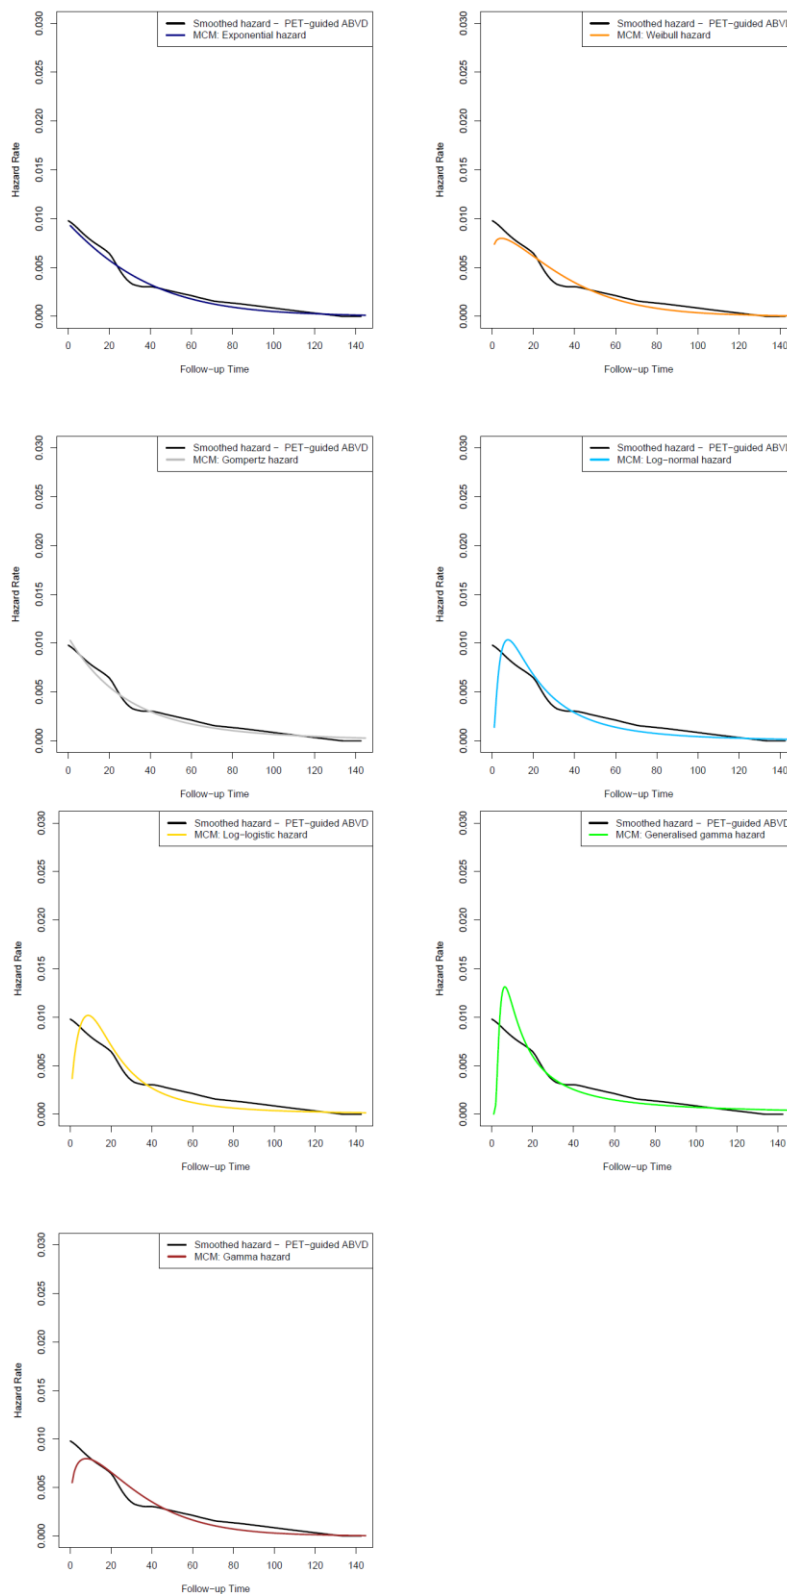 Smoothed hazard − PET−guided ABVD
MCM: Exponential hazard
Hazard Rate
0.000 0.005 0.010 0.015 0.020 0.025 0.030
0 20 40 60 80 100 120 140
Follow−up Time
Smoothed hazard − PET−guided ABVD
MCM: Weibull hazard
Hazard Rate
0.000 0.005 0.010 0.015 0.020 0.025 0.030
0 20 40 60 80 100 120 140
Follow−up Time
Smoothed hazard − PET−guided ABVD
MCM: Gompertz hazard
Hazard Rate
0.000 0.005 0.010 0.015 0.020 0.025 0.030
0 20 40 60 80 100 120 140
Follow−up Time
Smoothed hazard − PET−guided ABVD
MCM: Log−normal hazard
Hazard Rate
0.000 0.005 0.010 0.015 0.020 0.025 0.030
0 20 40 60 80 100 120 140
Follow−up Time
Smoothed hazard − PET−guided ABVD
MCM: Log−logistic hazard
Hazard Rate
0.000 0.005 0.010 0.015 0.020 0.025 0.030
0 20 40 60 80 100 120 140
Follow−up Time
Smoothed hazard − PET−guided ABVD
MCM: Generalised gamma hazard
Hazard Rate
0.000 0.005 0.010 0.015 0.020 0.025 0.030
0 20 40 60 80 100 120 140
Follow−up Time
Smoothed hazard − PET−guided ABVD
MCM: Gamma hazard
Hazard Rate
0.000 0.005 0.010 0.015 0.020 0.025 0.030
0 20 40 60 80 100 120 140
Follow−up Time